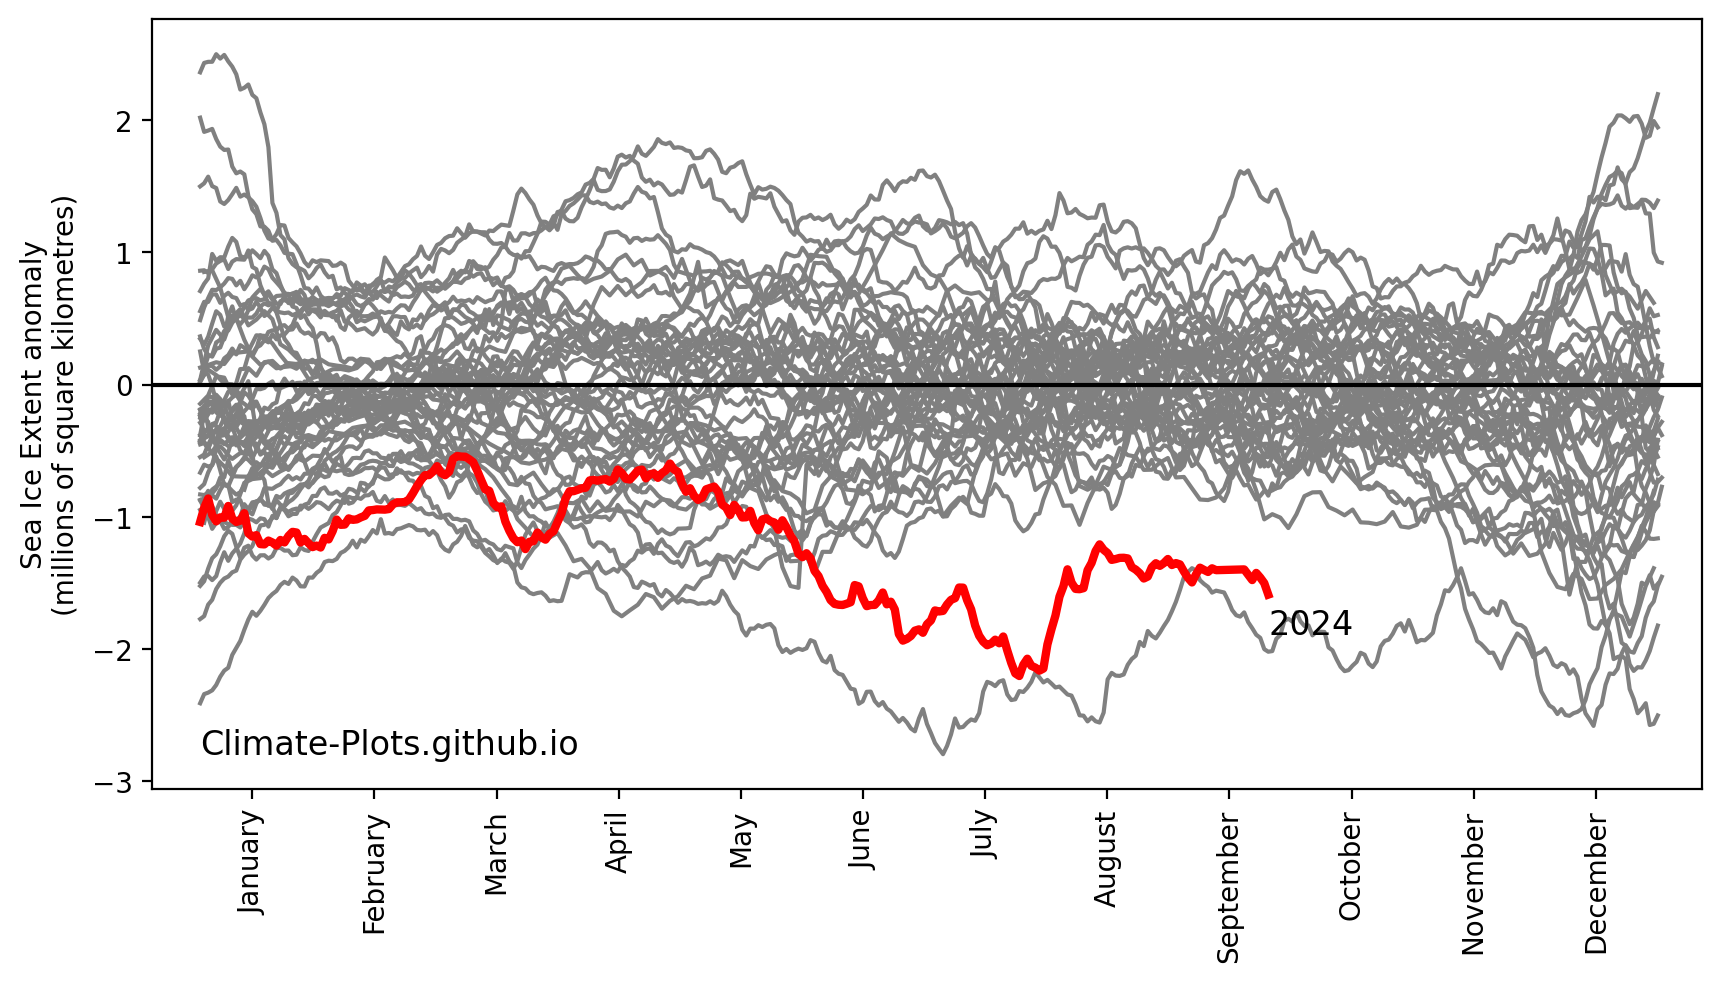 Sea Ice Extent anomaly
(millions of square kilometres)
2
1
0
−1
−2
−3
2024
Climate-Plots.github.io
January
February
March
April
May
June
July
August
September
October
November
December